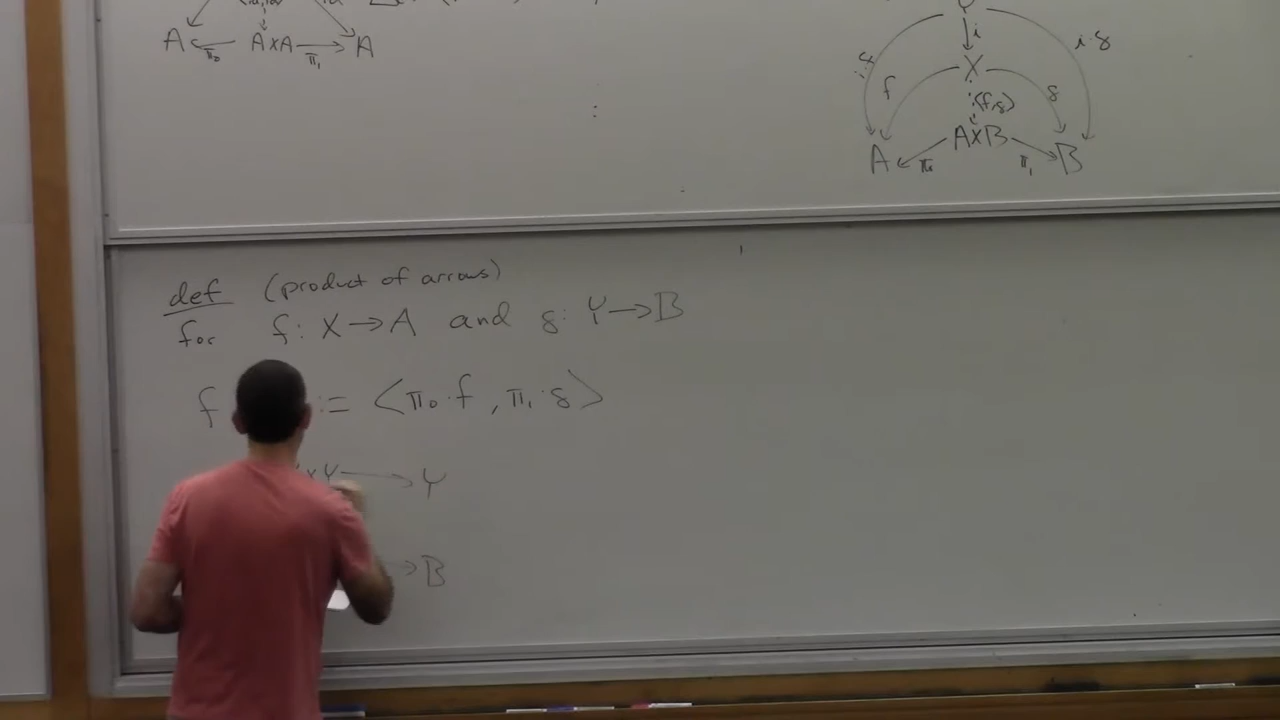 A ← π₀ A×A → π₁ A
i
i·g
X
f
g
⟨f,g⟩
A×B
A
π₀
π₁
B
def (product of arrows)
for f: X → A and g: Y → B
f := ⟨π₀·f, π₁·g⟩
×Y → Y
→ B